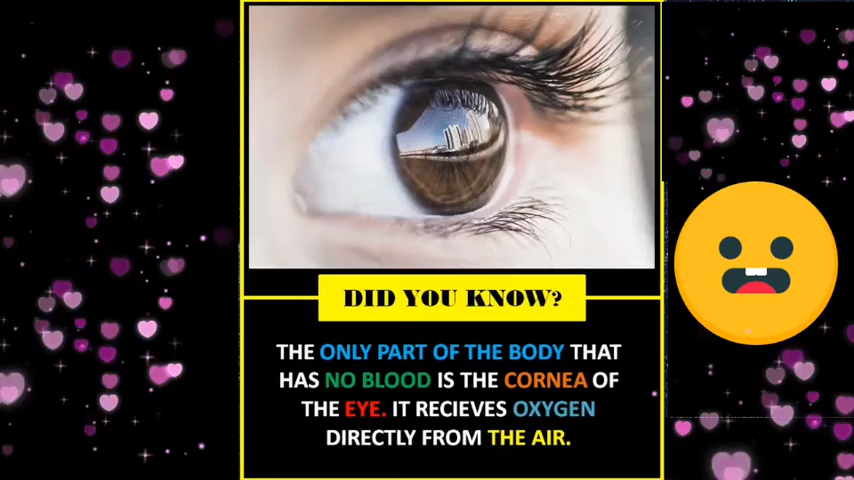 DID YOU KNOW?
THE ONLY PART OF THE BODY THAT
HAS NO BLOOD IS THE CORNEA OF
THE EYE. IT RECIEVES OXYGEN
DIRECTLY FROM THE AIR.